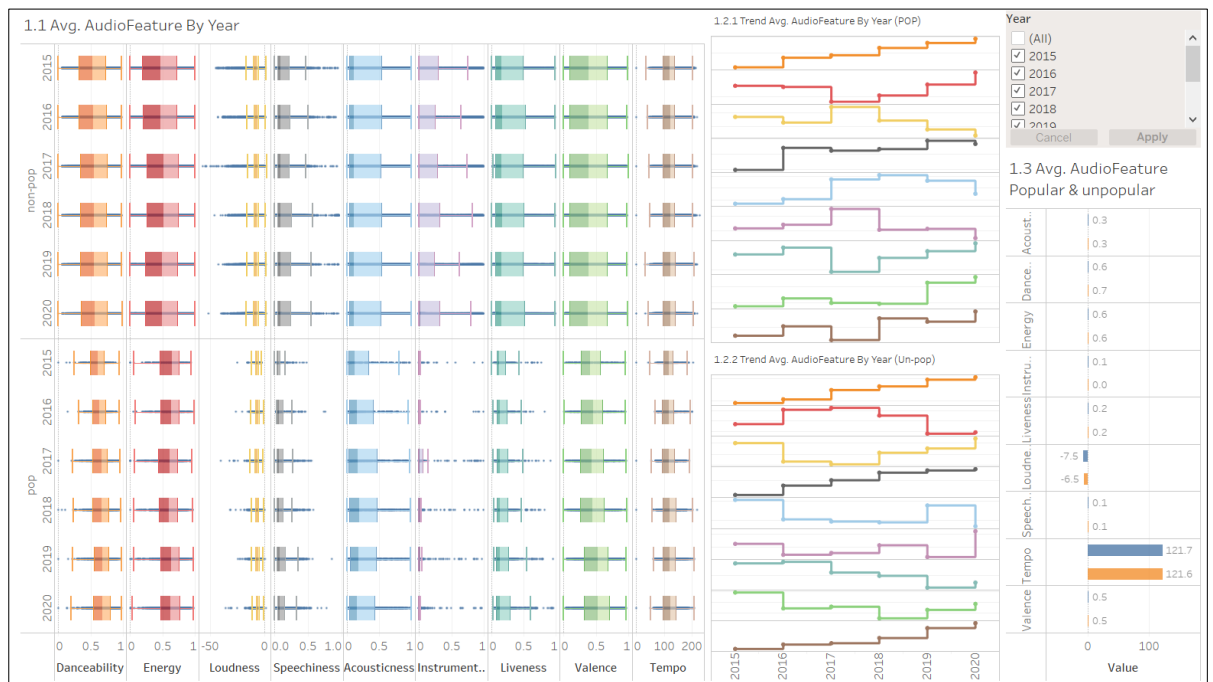 1.1 Avg. AudioFeature By Year
non-pop
2015
2016
2017
2018
2019
2020
pop
2015
2016
2017
2018
2019
2020
0 0.5 1
0 0.5 1
-50 0
0.0 0.5 1.0
0 0.5 1
0 0.5 1
0 0.5 1
0 0.5 1
0 100 200
Danceability Energy Loudness Speechiness Acousticness Instrument.. Liveness Valence Tempo
1.2.1 Trend Avg. AudioFeature By Year (POP)
1.2.2 Trend Avg. AudioFeature By Year (Un-pop)
2015 2016 2017 2018 2019 2020
Year
(All)
2015
2016
2017
2018
2019
Cancel Apply
1.3 Avg. AudioFeature
Popular & unpopular
Acoust..
0.3
0.3
Dance..
0.6
0.7
Energy
0.6
0.6
Instru..
0.1
0.0
Liveness
0.2
0.2
Loudne..
-7.5
-6.5
Speech..
0.1
0.1
Tempo
121.7
121.6
Valence
0.5
0.5
0 100
Value